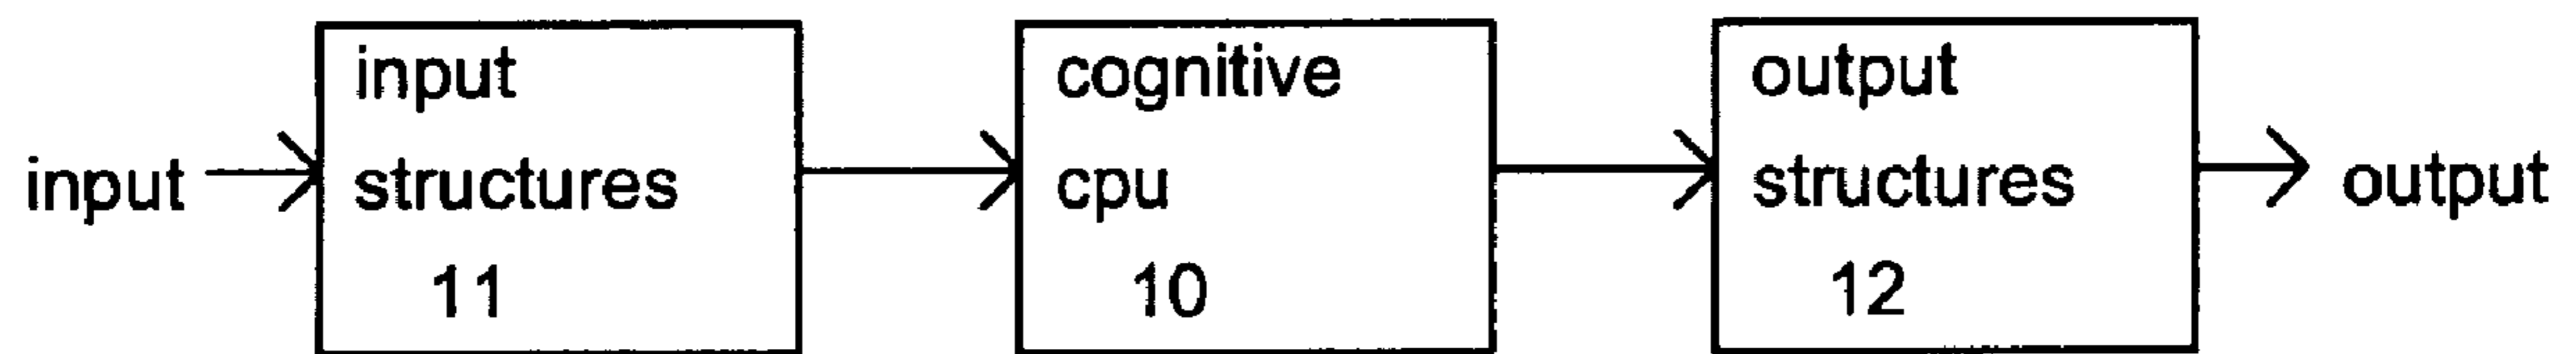 input
input
structures
11
cognitive
cpu
10
output
structures
12
output